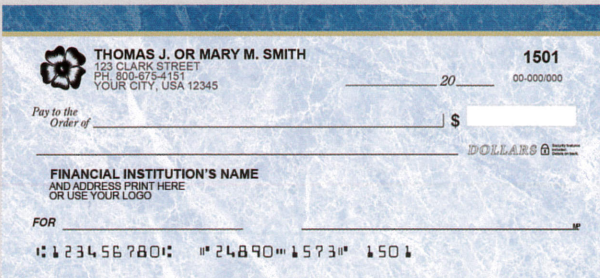 THOMAS J. OR MARY M. SMITH
123 CLARK STREET
PH. 800-675-4151
YOUR CITY, USA 12345
1501
00-000/000
20
Pay to the
Order of
$
DOLLARS
FINANCIAL INSTITUTION'S NAME
AND ADDRESS PRINT HERE
OR USE YOUR LOGO
FOR
MP
⑆123456780⑆ ⑈24890⑈1573⑈ 1501